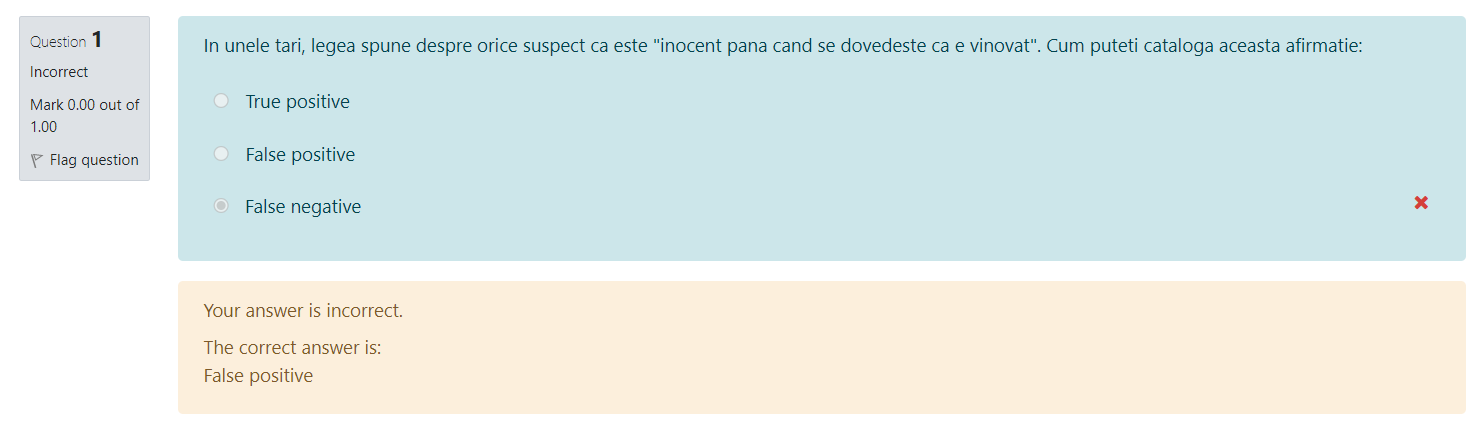 Question 1
Incorrect
Mark 0.00 out of
1.00
Flag question
In unele tari, legea spune despre orice suspect ca este "inocent pana cand se dovedeste ca e vinovat". Cum puteti cataloga aceasta afirmatie:
True positive
False positive
False negative
Your answer is incorrect.
The correct answer is:
False positive